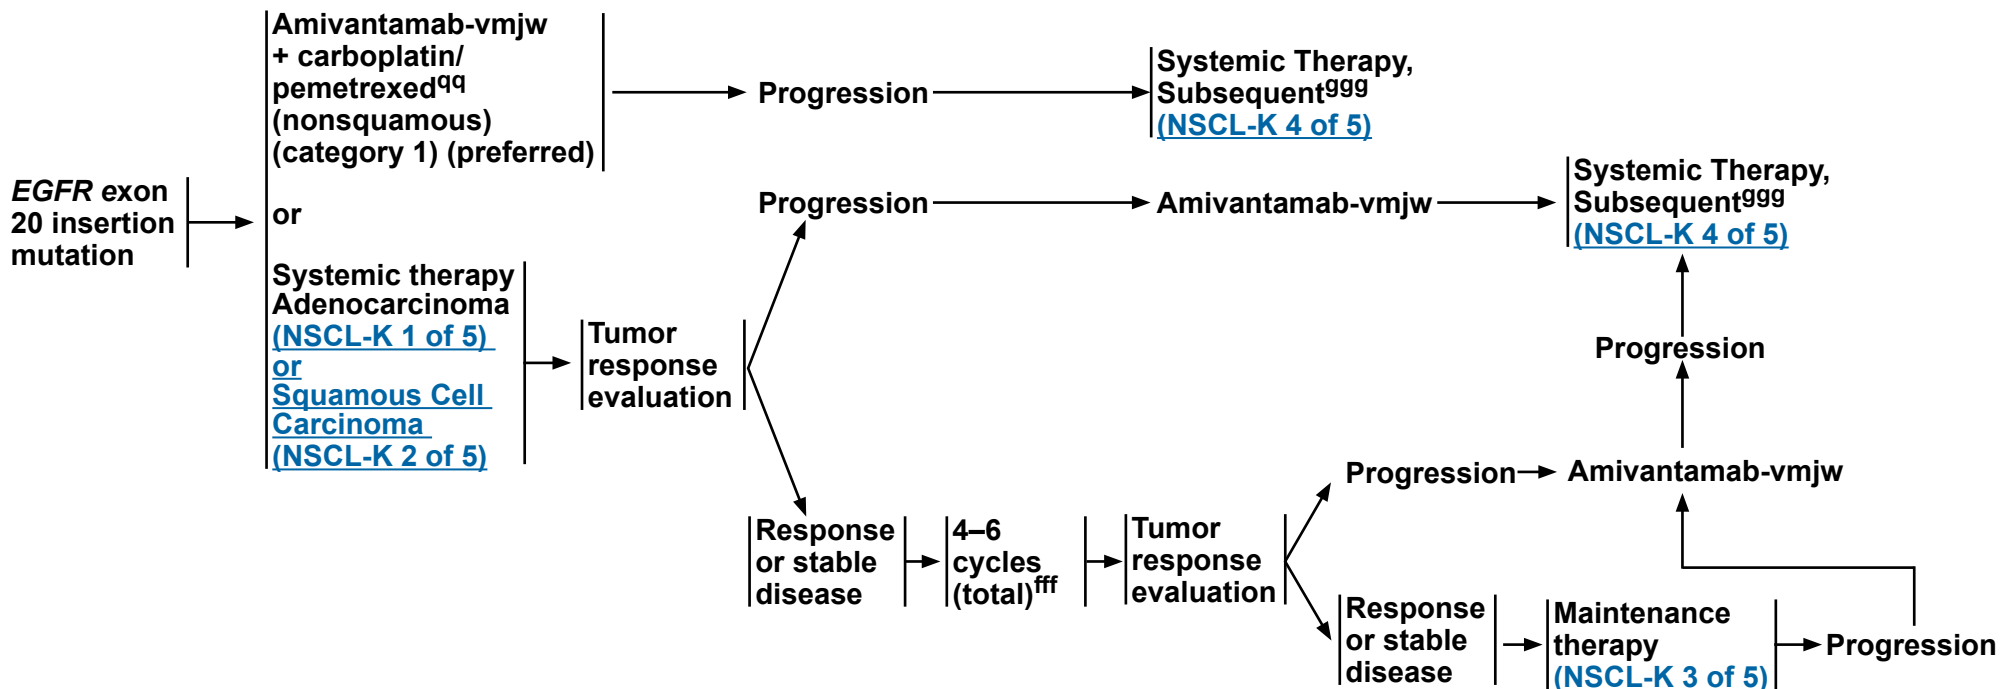 EGFR exon
20 insertion
mutation
Amivantamab-vmjw
+ carboplatin/
pemetrexedqq
(nonsquamous)
(category 1) (preferred)
or
Systemic therapy
Adenocarcinoma
(NSCL-K 1 of 5)
or
Squamous Cell
Carcinoma
(NSCL-K 2 of 5)
Progression
Systemic Therapy,
Subsequentggg
(NSCL-K 4 of 5)
Tumor
response
evaluation
Progression
Amivantamab-vmjw
Systemic Therapy,
Subsequentggg
(NSCL-K 4 of 5)
Response
or stable
disease
4–6
cycles
(total)fff
Tumor
response
evaluation
Progression
Amivantamab-vmjw
Progression
Response
or stable
disease
Maintenance
therapy
(NSCL-K 3 of 5)
Progression